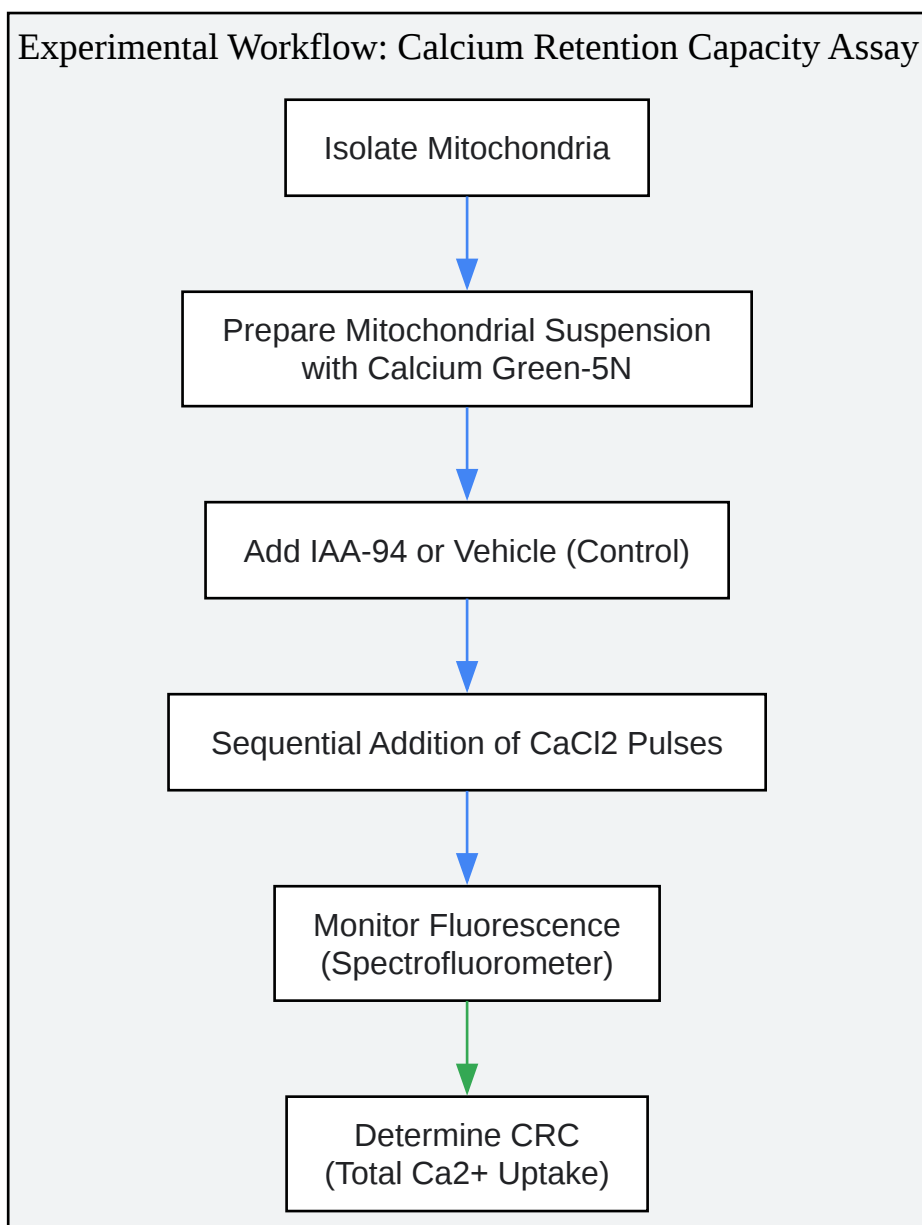 Experimental Workflow: Calcium Retention Capacity Assay
Isolate Mitochondria
Prepare Mitochondrial Suspension
with Calcium Green-5N
Add IAA-94 or Vehicle (Control)
Sequential Addition of CaCl2 Pulses
Monitor Fluorescence
(Spectrofluorometer)
Determine CRC
(Total Ca2+ Uptake)